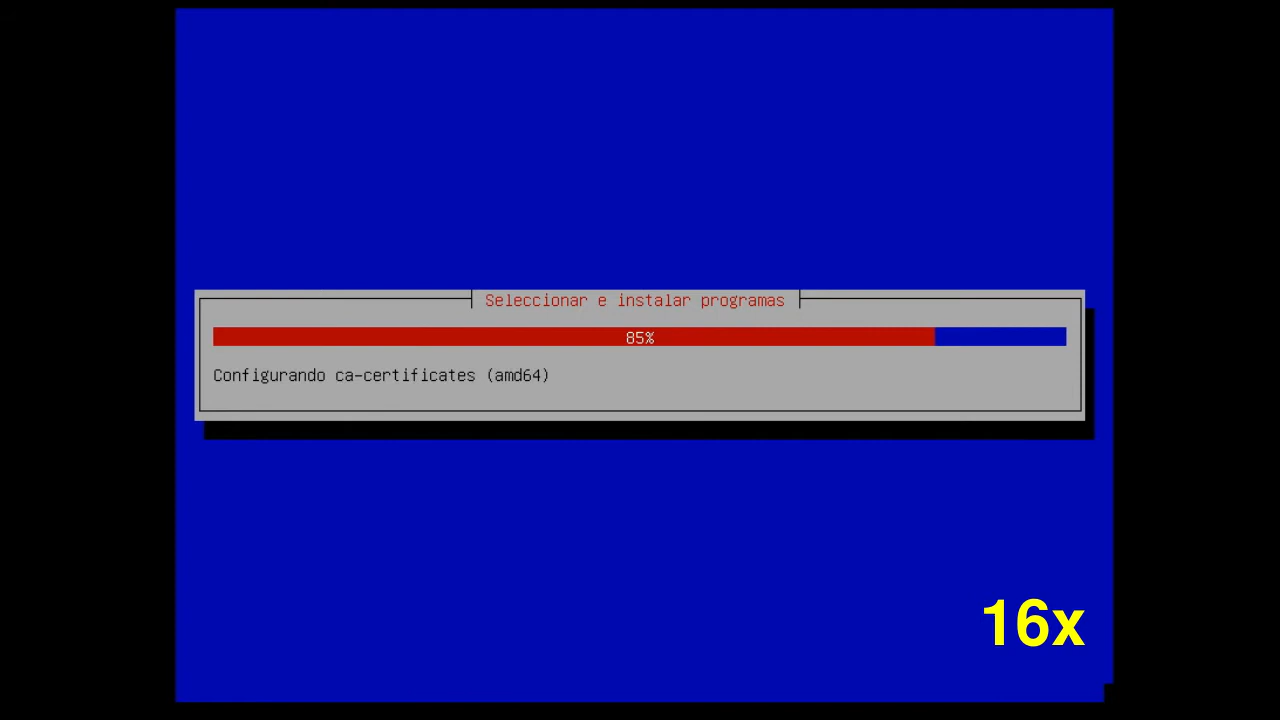 Seleccionar e instalar programas
85%
Configurando ca-certificates (amd64)
16x